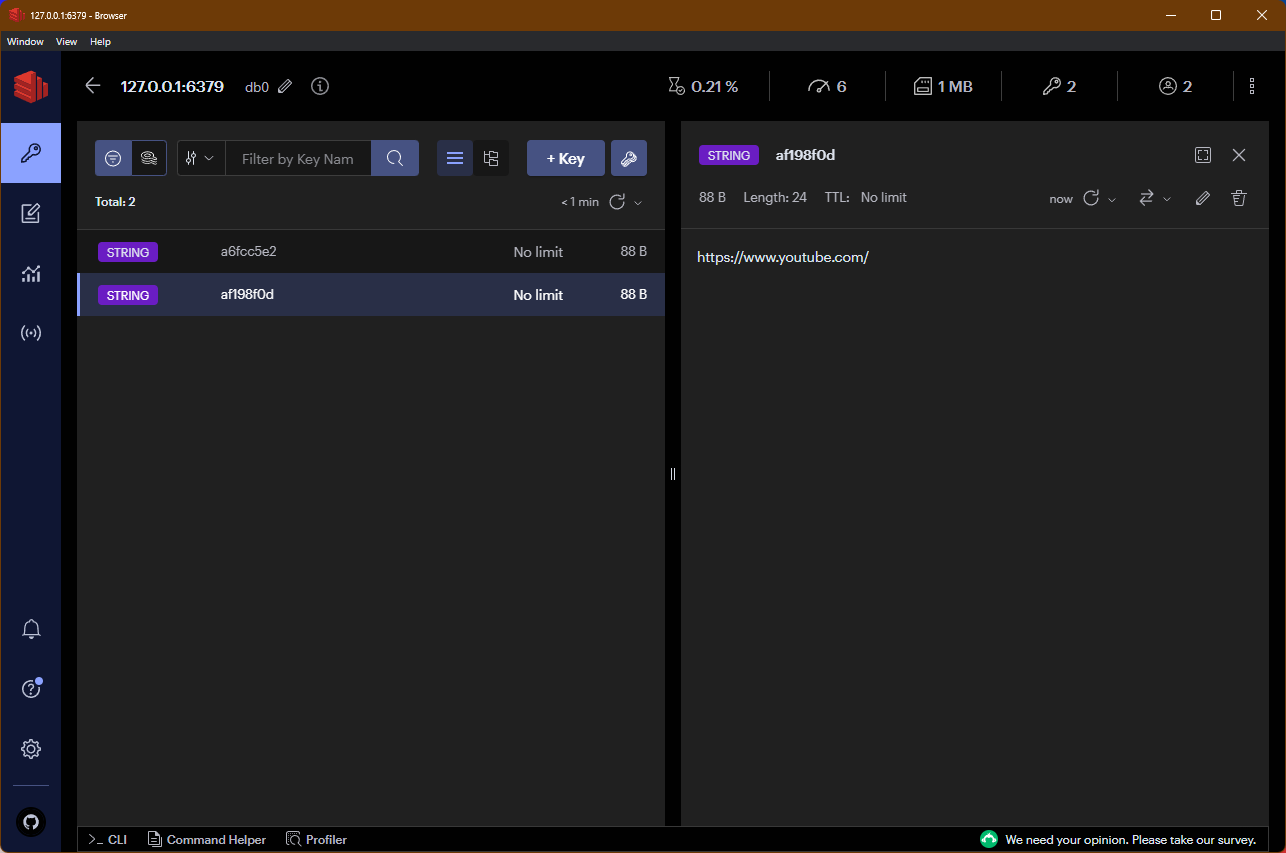 127.0.0.1:6379 - Browser
Window View Help
127.0.0.1:6379 db0 0.21 % 6 1 MB 2 2
Filter by Key Nam + Key
Total: 2 < 1 min
STRING a6fcc5e2 No limit 88 B
STRING af198f0d No limit 88 B
STRING af198f0d
88 B Length: 24 TTL: No limit now
https://www.youtube.com/
>_ CLI Command Helper Profiler We need your opinion. Please take our survey.